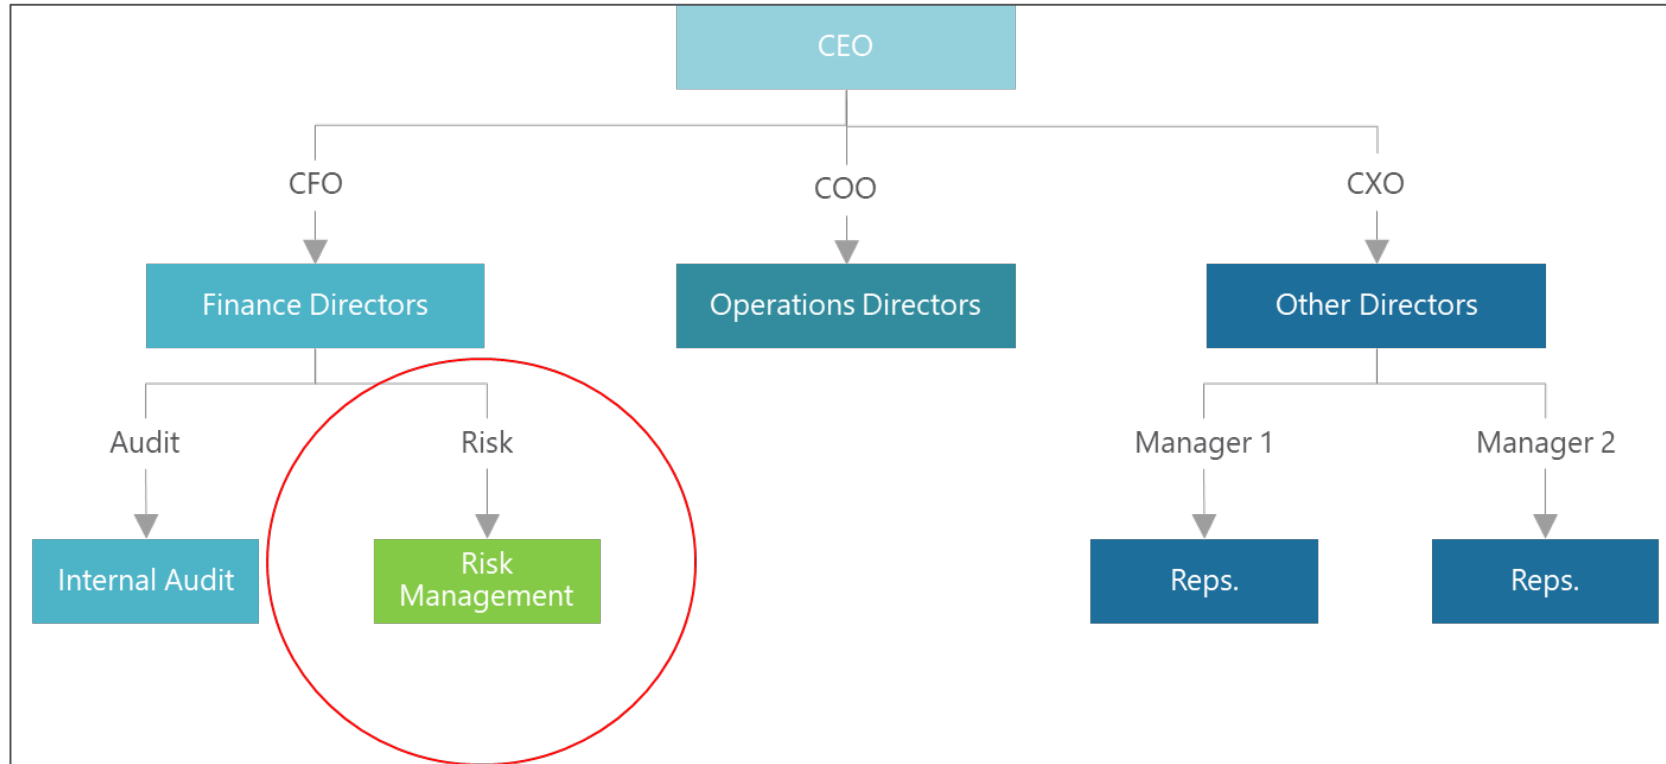 CEO
CFO
COO
CXO
Finance Directors
Operations Directors
Other Directors
Audit
Risk
Manager 1
Manager 2
Internal Audit
Risk
Management
Reps.
Reps.